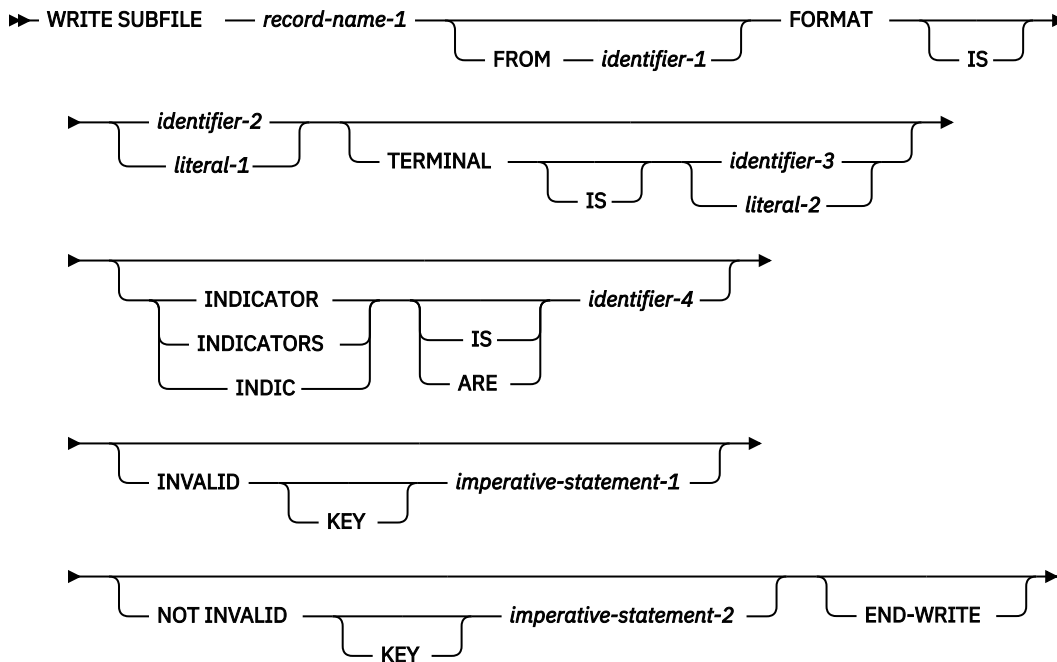 WRITE SUBFILE record-name-1 FORMAT
FROM identifier-1 IS
identifier-2
literal-1 TERMINAL identifier-3
IS literal-2
INDICATOR identifier-4
INDICATORS IS
INDIC ARE
INVALID imperative-statement-1
KEY
NOT INVALID imperative-statement-2 END-WRITE
KEY